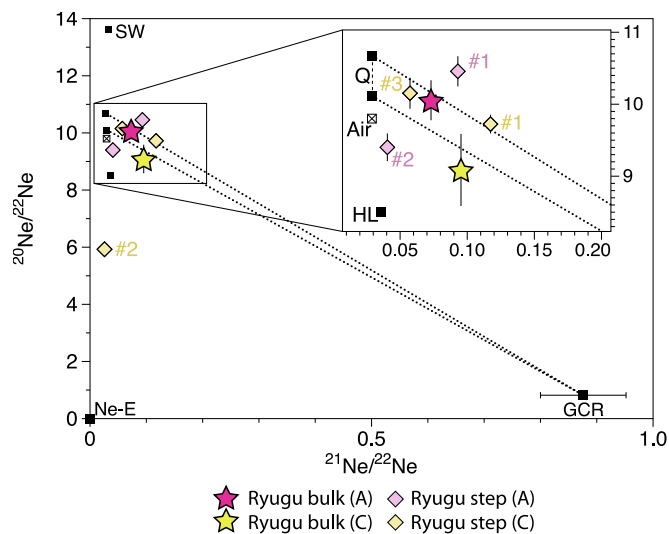 14
12
10
8
6
4
2
0
20Ne/22Ne
SW
#2
Ne-E
GCR
11
10
9
Q
Air
HL
#1
#3
#1
#2
0.05
0.10
0.15
0.20
0
0.5
1.0
21Ne/22Ne
Ryugu bulk (A)
Ryugu step (A)
Ryugu bulk (C)
Ryugu step (C)